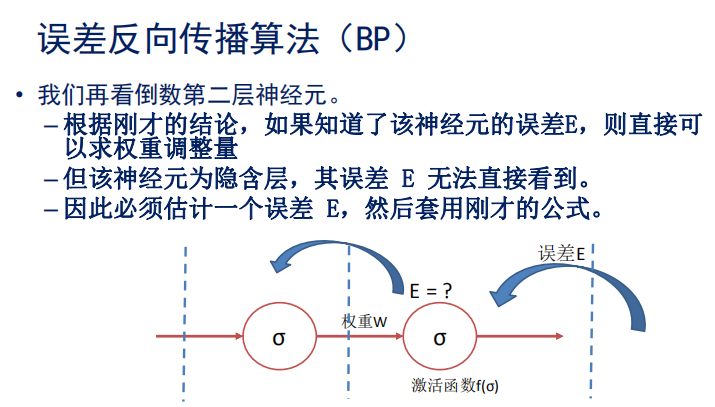 误差反向传播算法（BP）
• 我们再看倒数第二层神经元。
– 根据刚才的结论，如果知道了该神经元的误差E，则直接可
以求权重调整量
– 但该神经元为隐含层，其误差 E 无法直接看到。
– 因此必须估计一个误差 E，然后套用刚才的公式。
误差E
E = ?
权重W
σ
σ
激活函数f(σ)